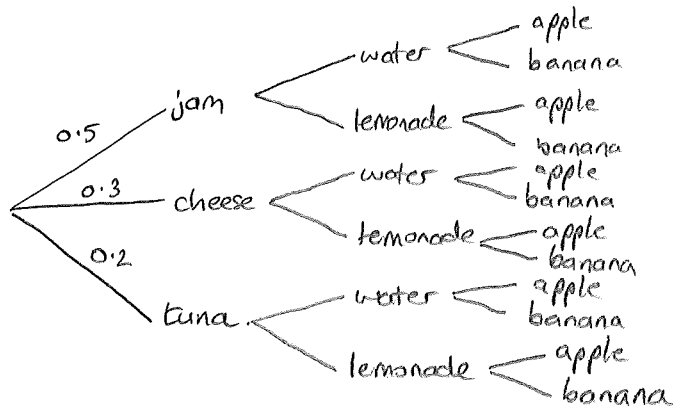 apple
water
banana
jam
apple
lemonade
0.5
banana
water
apple
0.3
cheese
banana
lemonade
apple
0.2
banana
water
apple
tuna.
banana
lemonade
apple
banana